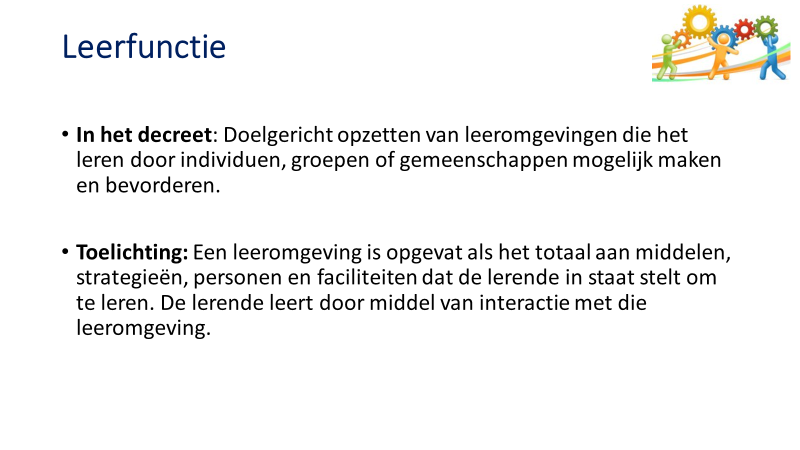 Leerfunctie
• In het decreet: Doelgericht opzetten van leeromgevingen die het
leren door individuen, groepen of gemeenschappen mogelijk maken
en bevorderen.
• Toelichting: Een leeromgeving is opgevat als het totaal aan middelen,
strategieën, personen en faciliteiten dat de lerende in staat stelt om
te leren. De lerende leert door middel van interactie met die
leeromgeving.